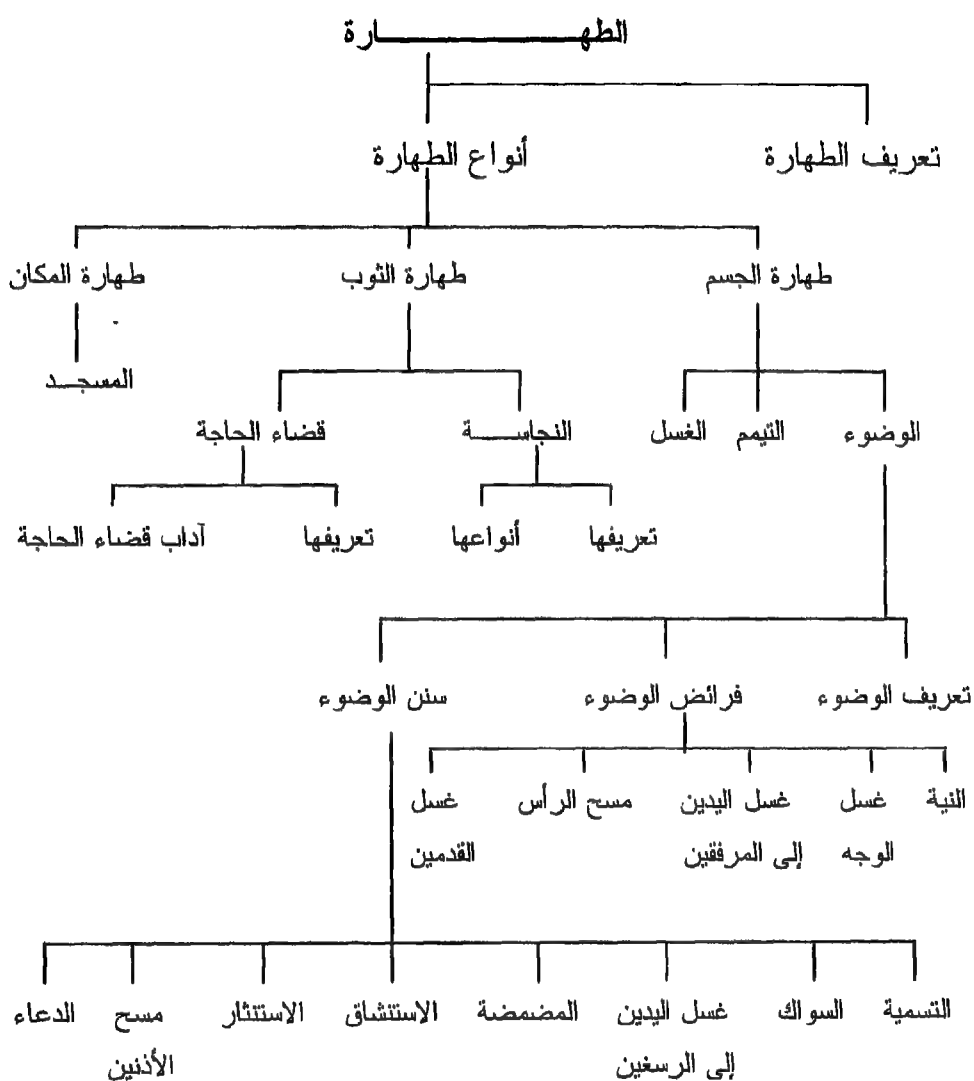 الطهـــــــــارة
تعريف الطهارة
أنواع الطهارة
طهارة الجسم
طهارة الثوب
طهارة المكان
المسجــد
الوضوء
التيمم
الغسل
النجاســـة
قضاء الحاجة
تعريفها
أنواعها
تعريفها
آداب قضاء الحاجة
تعريف الوضوء
فرائض الوضوء
سنن الوضوء
النية
غسل
الوجه
غسل اليدين
إلى المرفقين
مسح الرأس
غسل
القدمين
التسمية
السواك
غسل اليدين
إلى الرسغين
المضمضة
الاستنشاق
الاستنثار
مسح
الأذنين
الدعاء